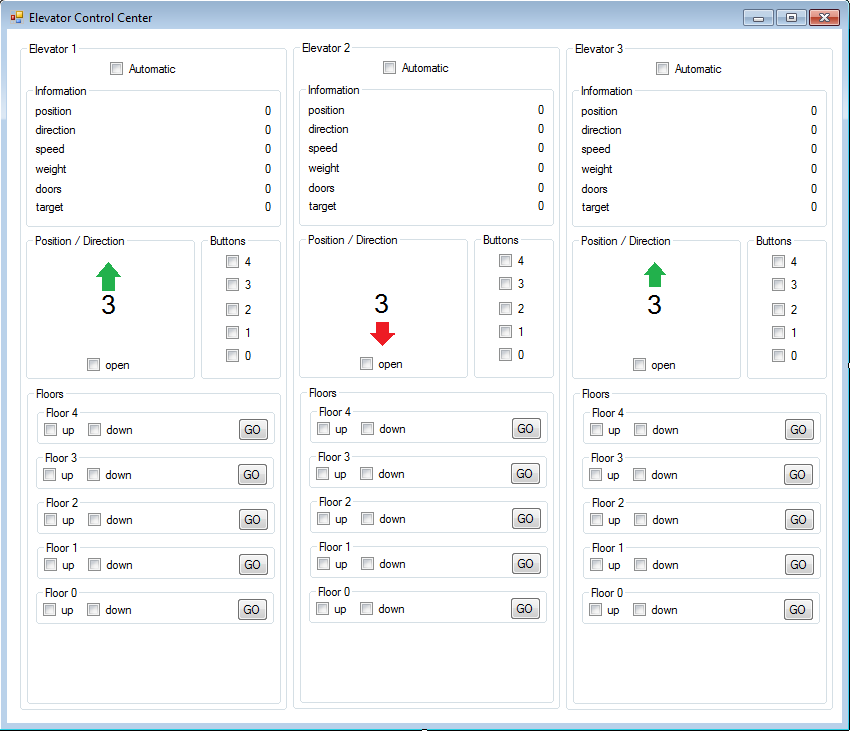 Elevator Control Center
Elevator 1
Automatic
Information
position 0
direction 0
speed 0
weight 0
doors 0
target 0
Position / Direction
3
open
Buttons
4
3
2
1
0
Floors
Floor 4
up down GO
Floor 3
up down GO
Floor 2
up down GO
Floor 1
up down GO
Floor 0
up down GO
Elevator 2
Automatic
Information
position 0
direction 0
speed 0
weight 0
doors 0
target 0
Position / Direction
3
open
Buttons
4
3
2
1
0
Floors
Floor 4
up down GO
Floor 3
up down GO
Floor 2
up down GO
Floor 1
up down GO
Floor 0
up down GO
Elevator 3
Automatic
Information
position 0
direction 0
speed 0
weight 0
doors 0
target 0
Position / Direction
3
open
Buttons
4
3
2
1
0
Floors
Floor 4
up down GO
Floor 3
up down GO
Floor 2
up down GO
Floor 1
up down GO
Floor 0
up down GO